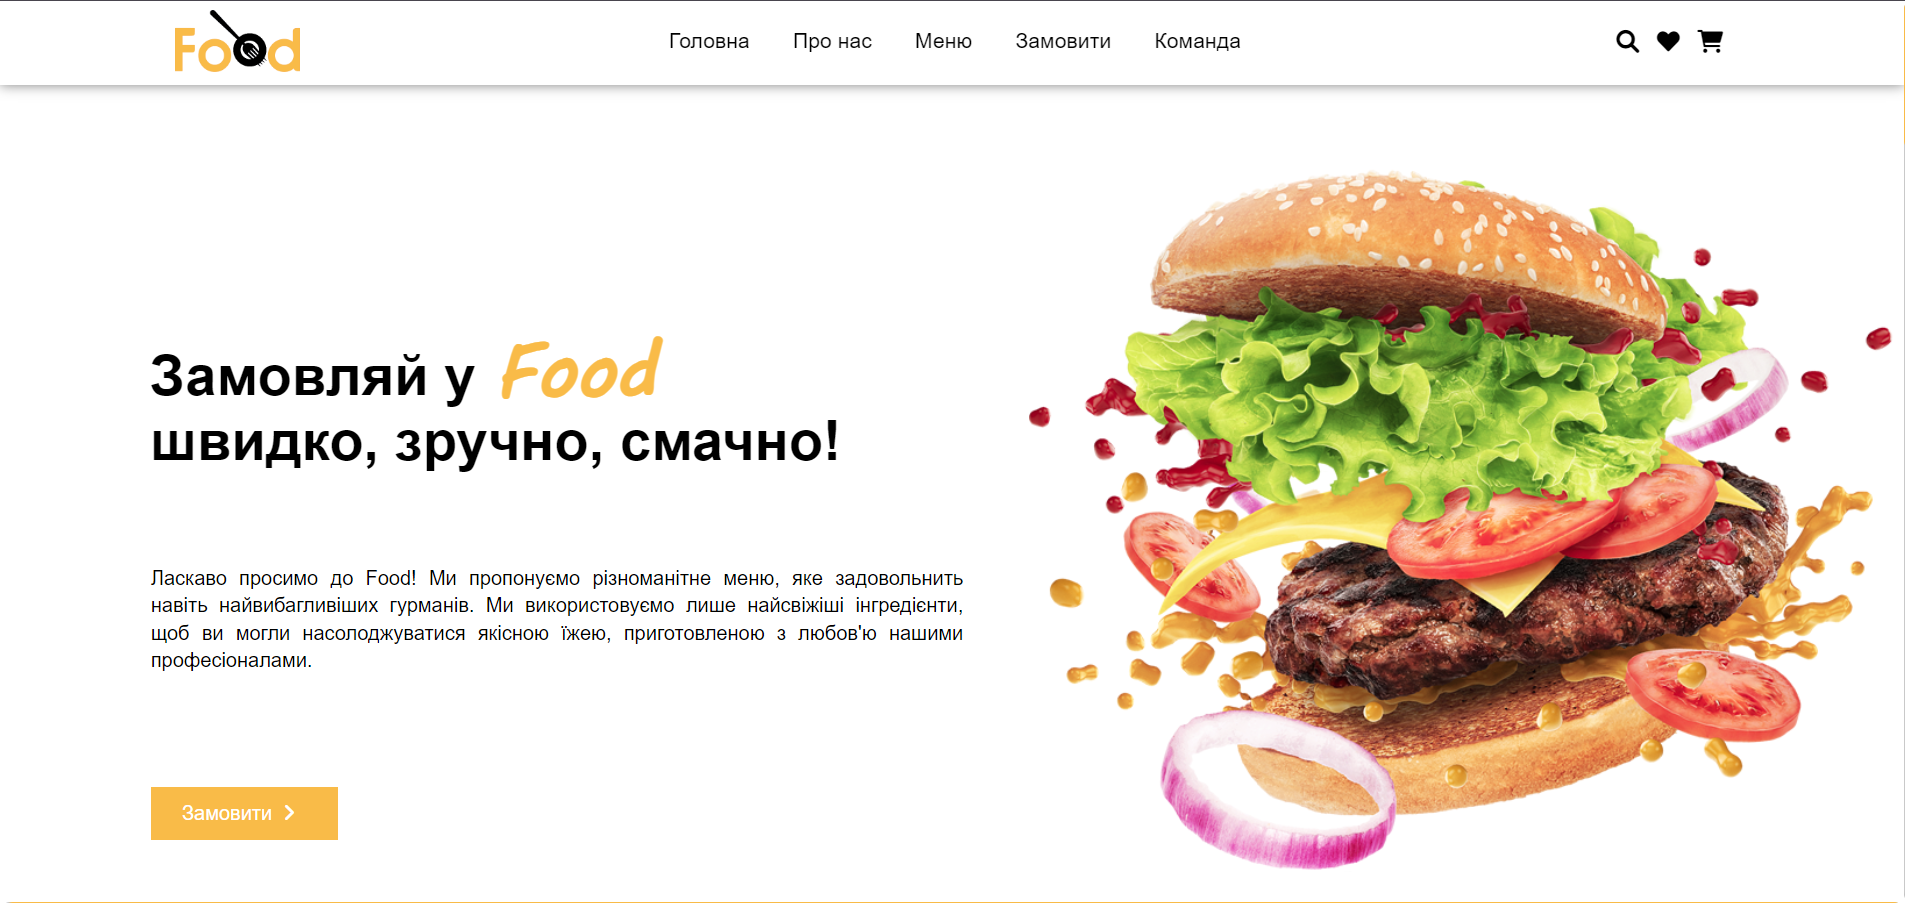 Food
Головна Про нас Меню Замовити Команда
Замовляй у Food
швидко, зручно, смачно!
Ласкаво просимо до Food! Ми пропонуємо різноманітне меню, яке задовольнить
навіть найвибагливіших гурманів. Ми використовуємо лише найсвіжіші інгредієнти,
щоб ви могли насолоджуватися якісною їжею, приготовленою з любов'ю нашими
професіоналами.
Замовити